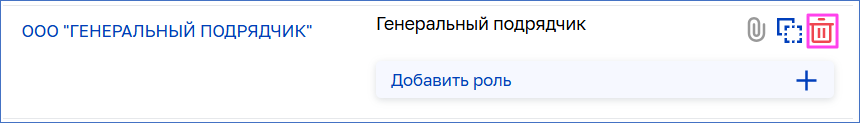 ООО "ГЕНЕРАЛЬНЫЙ ПОДРЯДЧИК"
Генеральный подрядчик
Добавить роль